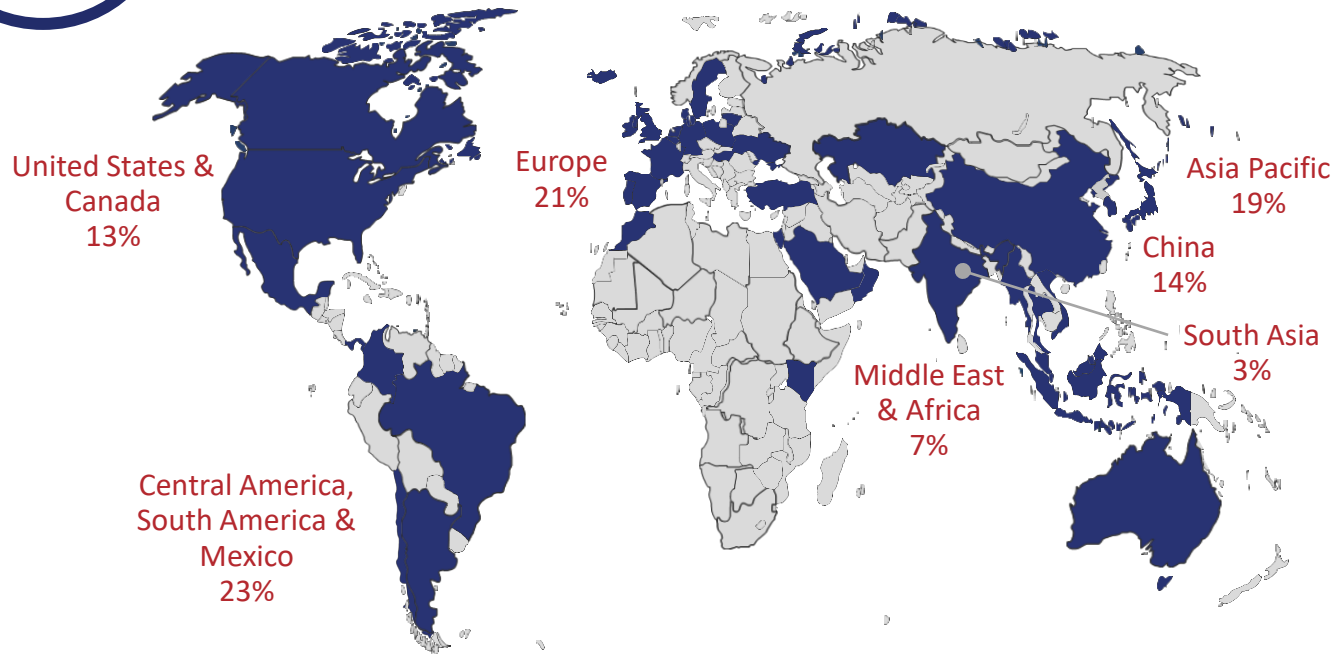 United States &
Canada
13%
Europe
21%
Asia Pacific
19%
China
14%
South Asia
3%
Middle East
& Africa
7%
Central America,
South America &
Mexico
23%